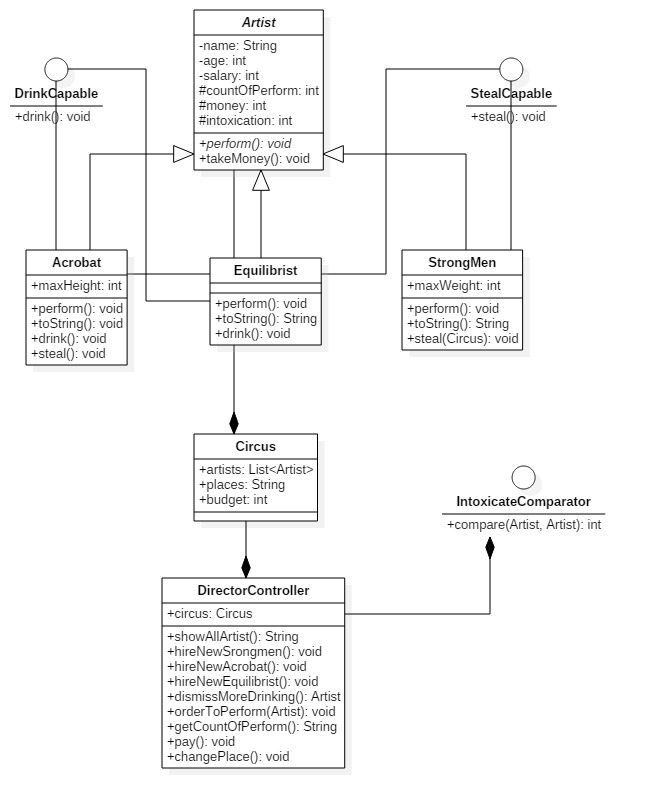 Artist
-name: String
-age: int
-salary: int
#countOfPerform: int
#money: int
#intoxication: int
+perform(): void
+takeMoney(): void
DrinkCapable
+drink(): void
StealCapable
+steal(): void
Acrobat
+maxHeight: int
+perform(): void
+toString(): void
+drink(): void
+steal(): void
Equilibrist
+perform(): void
+toString(): String
+drink(): void
StrongMen
+maxWeight: int
+perform(): void
+toString(): String
+steal(Circus): void
Circus
+artists: List<Artist>
+places: String
+budget: int
IntoxicateComparator
+compare(Artist, Artist): int
DirectorController
+circus: Circus
+showAllArtist(): String
+hireNewSrongmen(): void
+hireNewAcrobat(): void
+hireNewEquilibrist(): void
+dismissMoreDrinking(): Artist
+orderToPerform(Artist): void
+getCountOfPerform(): String
+pay(): void
+changePlace(): void